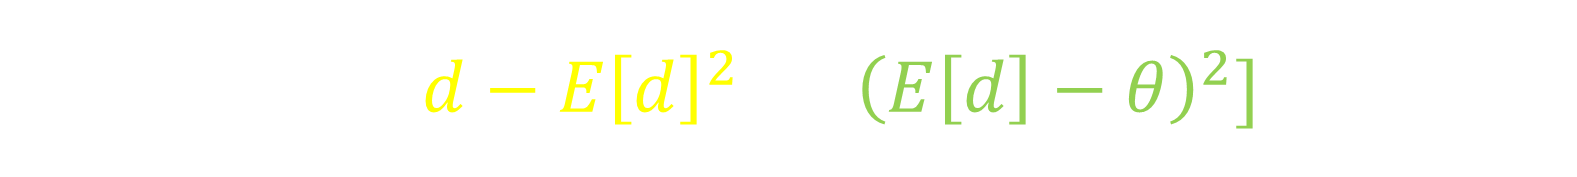 d − E[d]² (E[d] − θ)²]